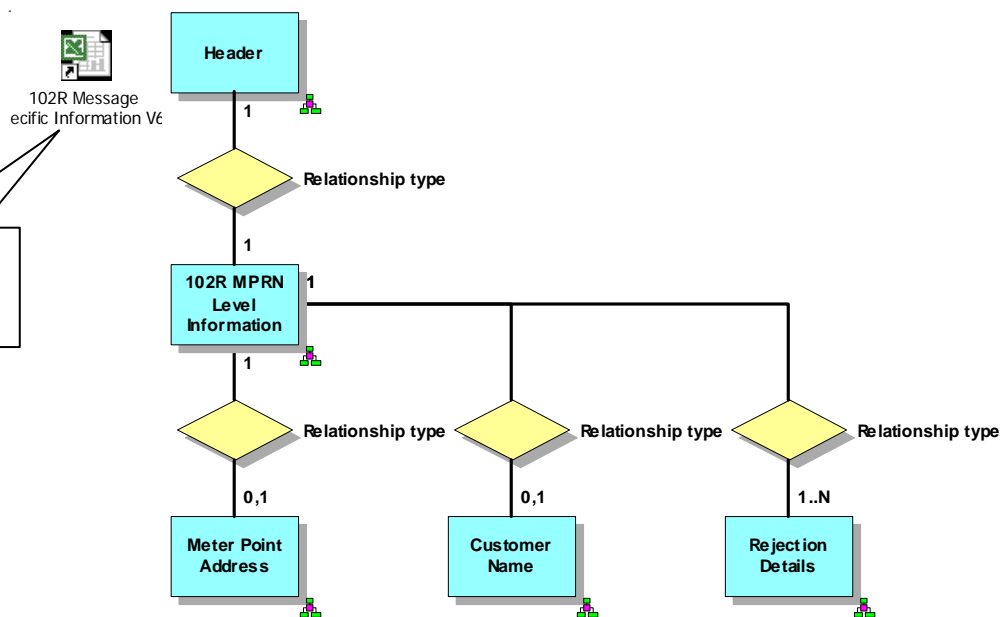 102R Message
ecific Information V6
Header
1
Relationship type
1
102R MPRN
Level
Information
1
1
Relationship type
Relationship type
Relationship type
0,1
0,1
1..N
Meter Point
Address
Customer
Name
Rejection
Details